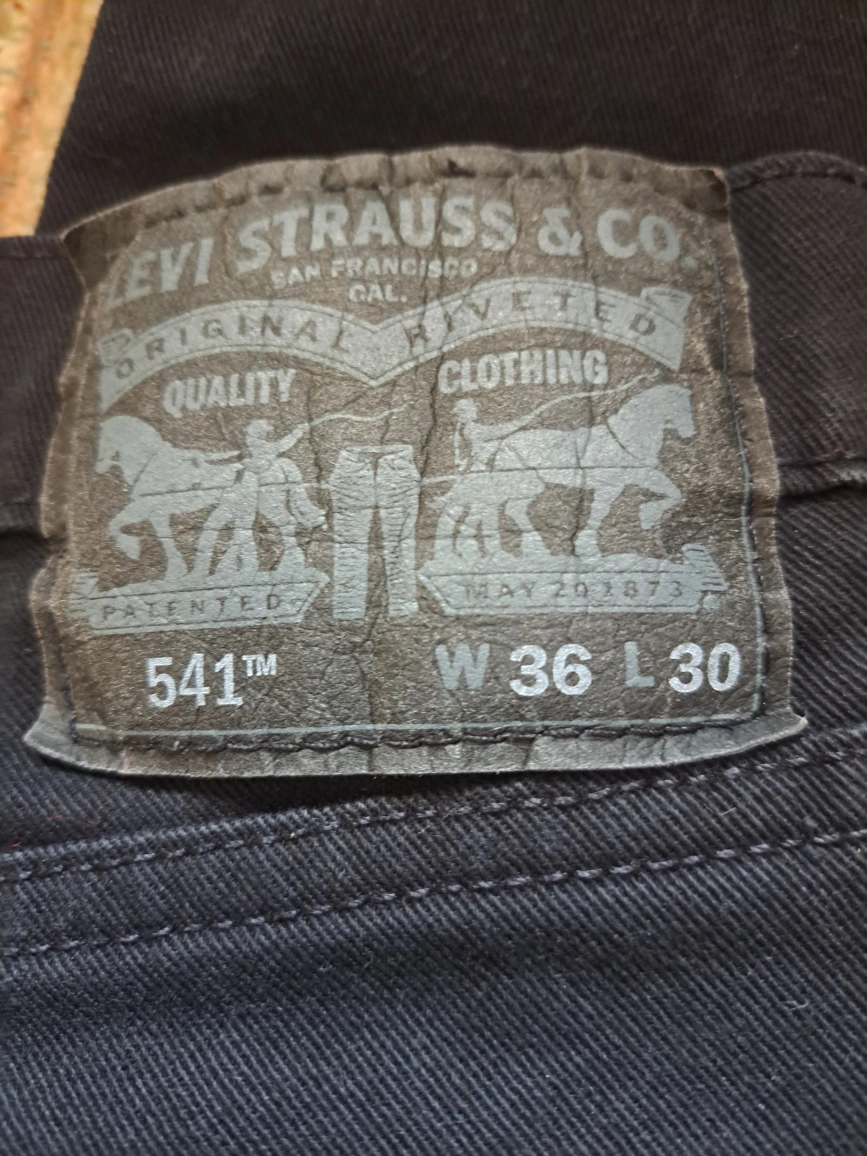 LEVI STRAUSS & CO.
SAN FRANCISCO
CAL.
ORIGINAL RIVETED
QUALITY CLOTHING
PATENTED MAY 20 1873
541™ W 36 L 30